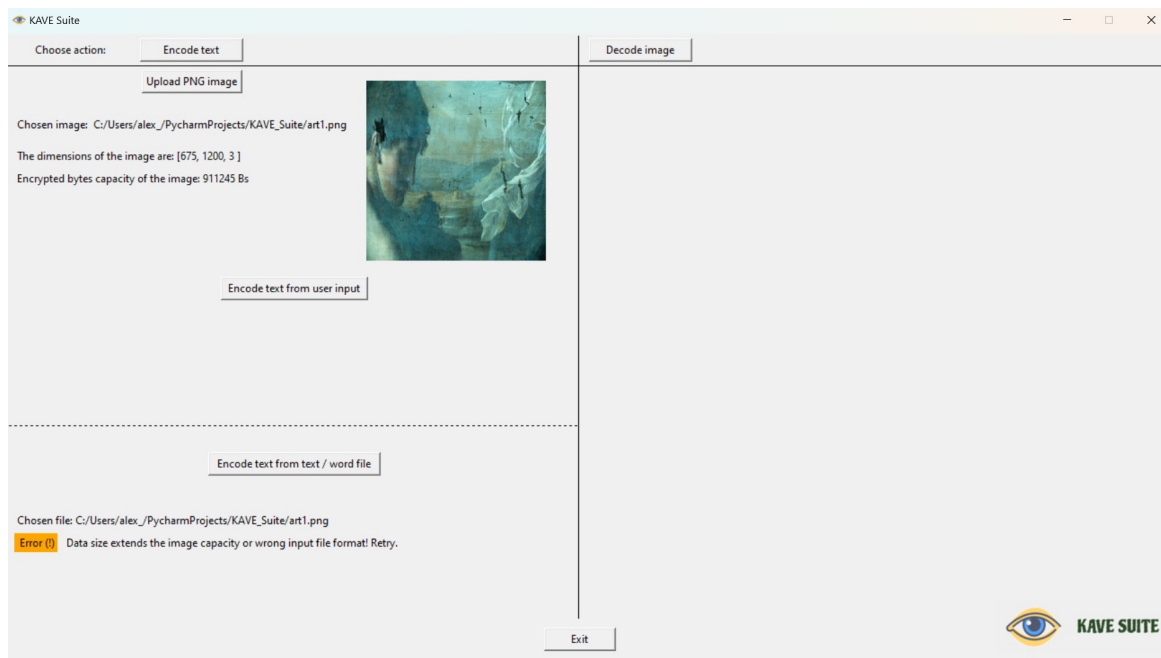 KAVE Suite
Choose action:
Encode text
Decode image
Upload PNG image
Chosen image: C:/Users/alex_/PycharmProjects/KAVE_Suite/art1.png
The dimensions of the image are: [675, 1200, 3 ]
Encrypted bytes capacity of the image: 911245 Bs
Encode text from user input
Encode text from text / word file
Chosen file: C:/Users/alex_/PycharmProjects/KAVE_Suite/art1.png
Error (!) Data size extends the image capacity or wrong input file format! Retry.
Exit
KAVE SUITE